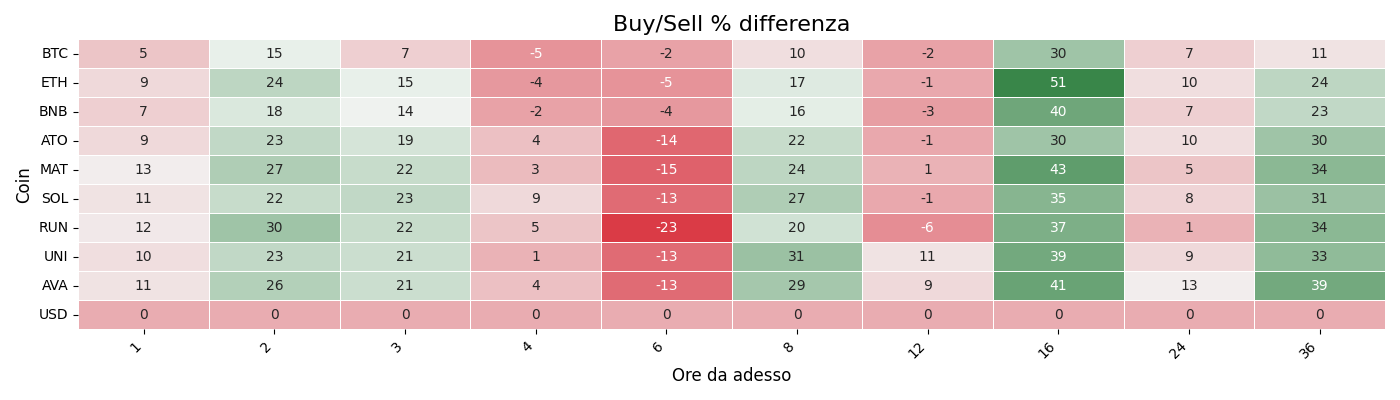 Buy/Sell % differenza
Coin
BTC 5 15 7 -5 -2 10 -2 30 7 11
ETH 9 24 15 -4 -5 17 -1 51 10 24
BNB 7 18 14 -2 -4 16 -3 40 7 23
ATO 9 23 19 4 -14 22 -1 30 10 30
MAT 13 27 22 3 -15 24 1 43 5 34
SOL 11 22 23 9 -13 27 -1 35 8 31
RUN 12 30 22 5 -23 20 -6 37 1 34
UNI 10 23 21 1 -13 31 11 39 9 33
AVA 11 26 21 4 -13 29 9 41 13 39
USD 0 0 0 0 0 0 0 0 0 0
1 2 3 4 6 8 12 16 24 36
Ore da adesso